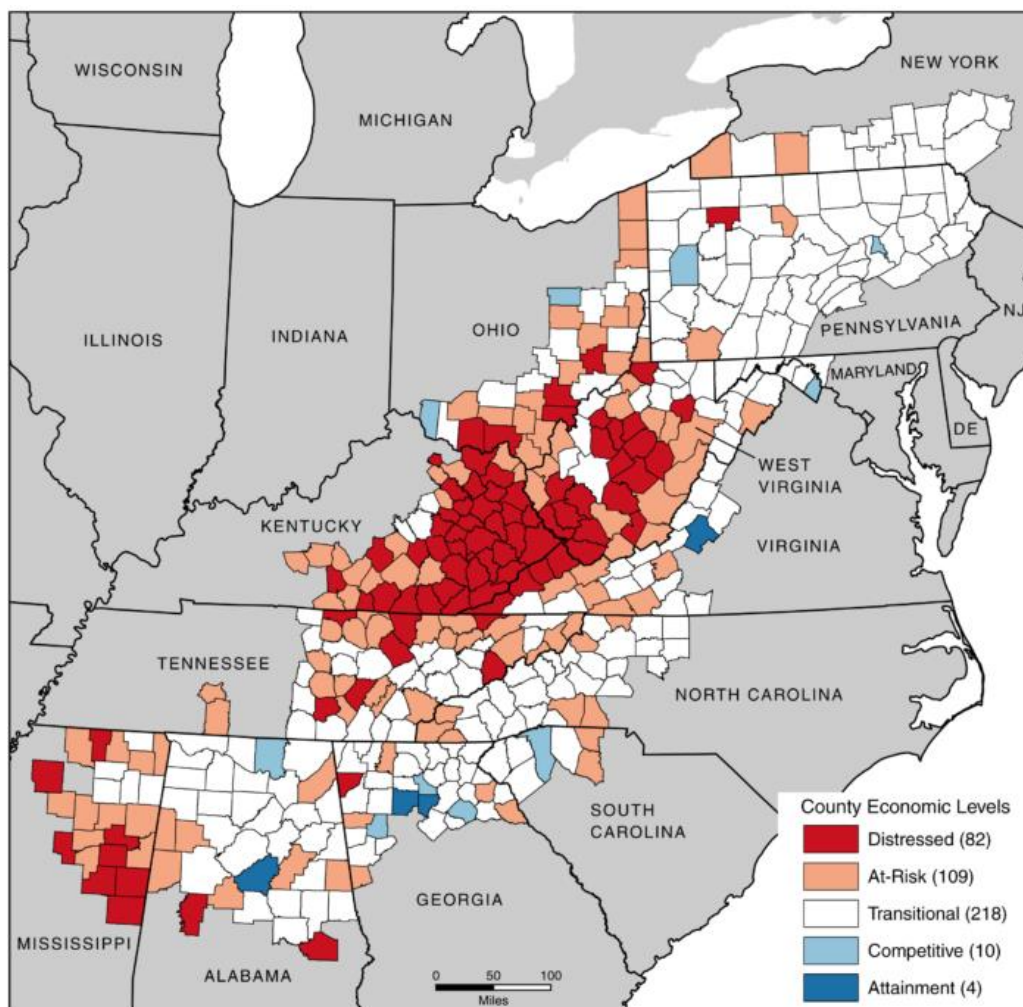 WISCONSIN
MICHIGAN
NEW YORK
ILLINOIS
INDIANA
OHIO
PENNSYLVANIA
NJ
MARYLAND
DE
WEST
VIRGINIA
KENTUCKY
VIRGINIA
TENNESSEE
NORTH CAROLINA
SOUTH
CAROLINA
GEORGIA
MISSISSIPPI
ALABAMA
0 50 100
Miles
County Economic Levels
Distressed (82)
At-Risk (109)
Transitional (218)
Competitive (10)
Attainment (4)